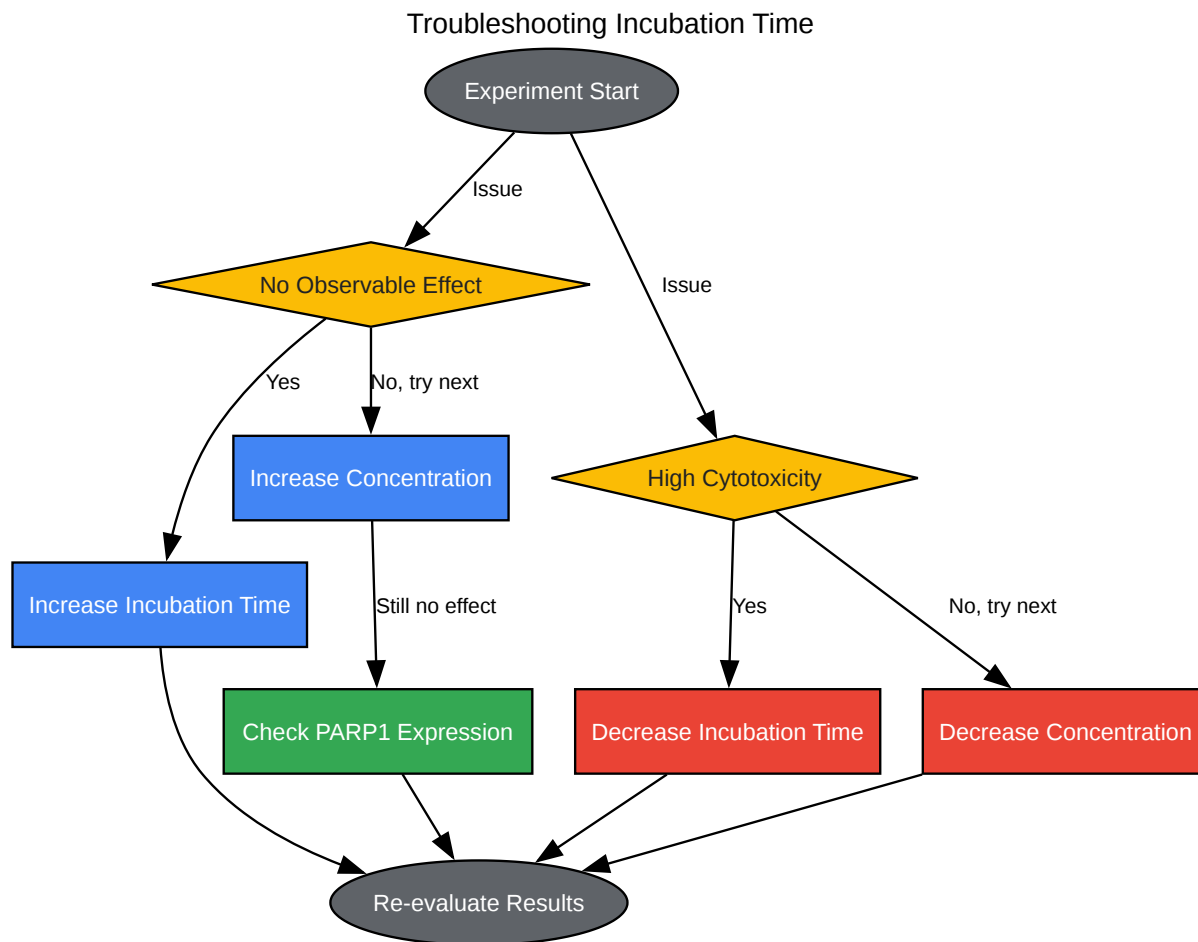 Troubleshooting Incubation Time
Experiment Start
Issue
No Observable Effect
Issue
Yes
No, try next
Increase Concentration
High Cytotoxicity
Increase Incubation Time
Still no effect
Yes
No, try next
Check PARP1 Expression
Decrease Incubation Time
Decrease Concentration
Re-evaluate Results